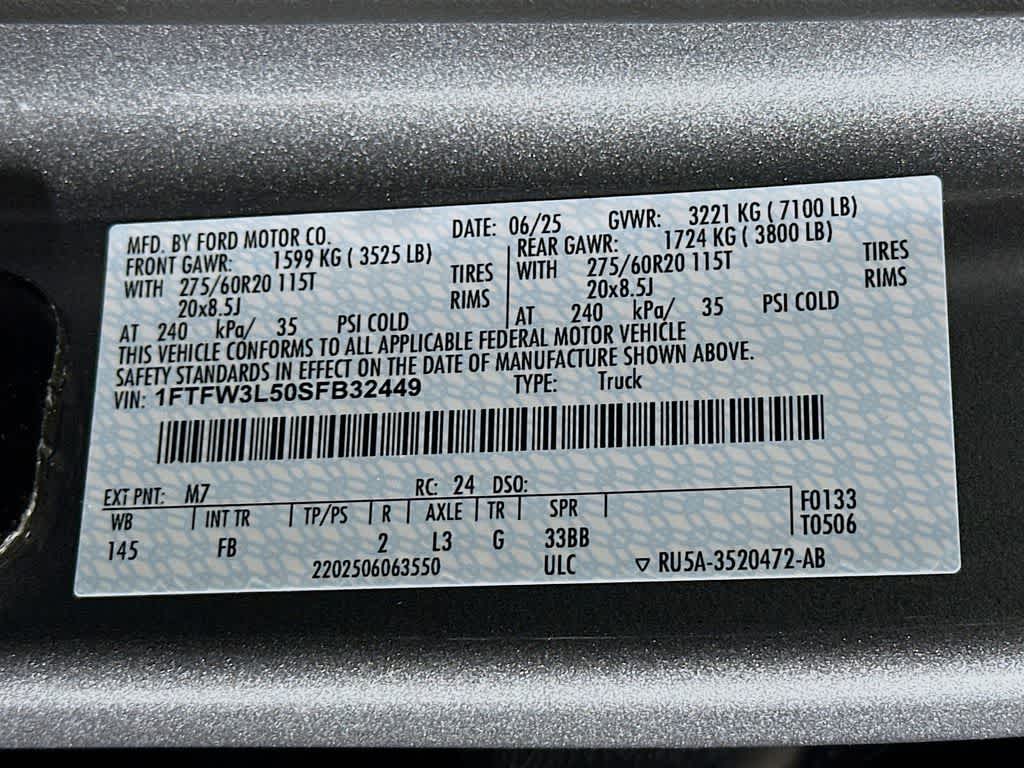 MFD. BY FORD MOTOR CO. DATE: 06/25 GVWR: 3221 KG ( 7100 LB)
FRONT GAWR: 1599 KG ( 3525 LB) REAR GAWR: 1724 KG ( 3800 LB)
WITH 275/60R20 115T TIRES WITH 275/60R20 115T TIRES
20x8.5J RIMS 20x8.5J RIMS
AT 240 kPa/ 35 PSI COLD AT 240 kPa/ 35 PSI COLD
THIS VEHICLE CONFORMS TO ALL APPLICABLE FEDERAL MOTOR VEHICLE
SAFETY STANDARDS IN EFFECT ON THE DATE OF MANUFACTURE SHOWN ABOVE.
VIN: 1FTFW3L50SFB32449 TYPE: Truck
EXT PNT: M7 RC: 24 DSO:
WB INT TR TP/PS R AXLE TR SPR F0133
145 FB 2 L3 G 33BB T0506
2202506063550 ULC ▽ RU5A-3520472-AB